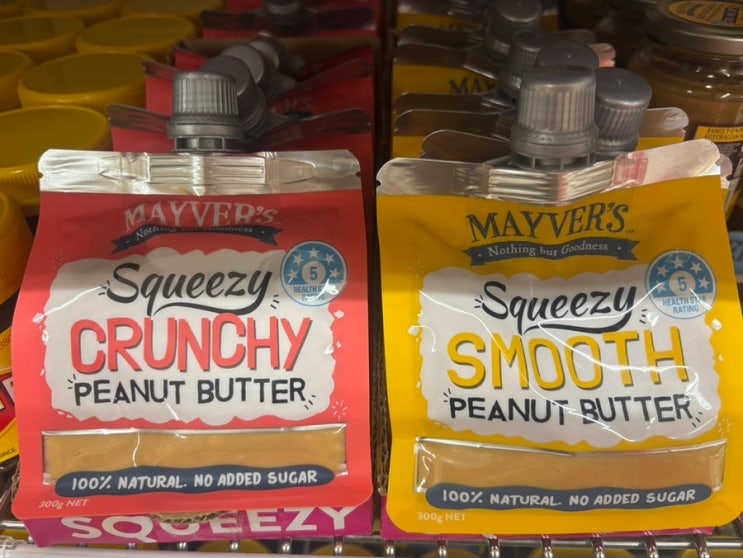 MAYVER'S
Nothing but Goodness
Squeezy
5
HEALTH STAR
RATING
CRUNCHY
PEANUT BUTTER
100% NATURAL. NO ADDED SUGAR
300g NET
SQUEEZY
MAYVER'S
Nothing but Goodness
Squeezy
5
HEALTH STAR
RATING
SMOOTH
PEANUT BUTTER
100% NATURAL. NO ADDED SUGAR
300g NET
MAYV